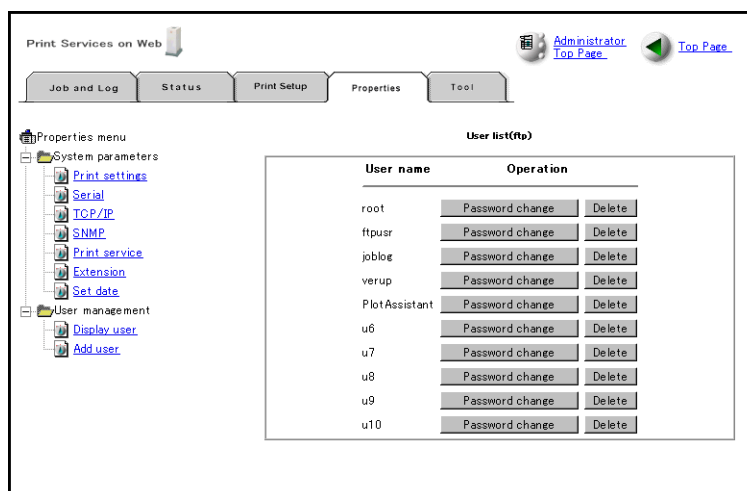 Print Services on Web
Administrator
Top Page
Top Page
Job and Log
Status
Print Setup
Properties
Tool
Properties menu
System parameters
Print settings
Serial
TCP/IP
SNMP
Print service
Extension
Set date
User management
Display user
Add user
User list(ftp)
User name Operation
root Password change Delete
ftpusr Password change Delete
joblog Password change Delete
verup Password change Delete
PlotAssistant Password change Delete
u6 Password change Delete
u7 Password change Delete
u8 Password change Delete
u9 Password change Delete
u10 Password change Delete